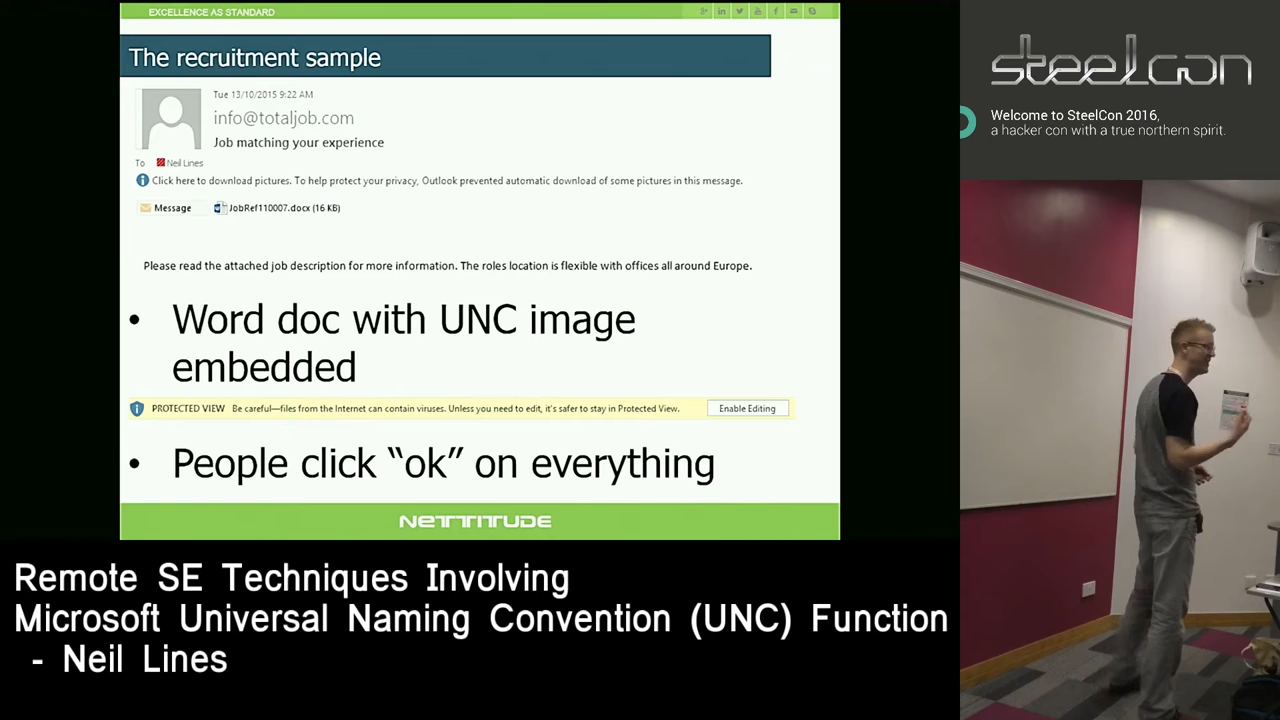 EXCELLENCE AS STANDARD
The recruitment sample
Tue 13/10/2015 9:22 AM
info@totaljob.com
Job matching your experience
To Neil Lines
Click here to download pictures. To help protect your privacy, Outlook prevented automatic download of some pictures in this message.
Message JobRef110007.docx (16 KB)
Please read the attached job description for more information. The roles location is flexible with offices all around Europe.
• Word doc with UNC image
embedded
PROTECTED VIEW Be careful—files from the Internet can contain viruses. Unless you need to edit, it's safer to stay in Protected View. Enable Editing
• People click “ok” on everything
NETTITUDE
steelcon
Welcome to SteelCon 2016,
a hacker con with a true northern spirit.
Remote SE Techniques Involving
Microsoft Universal Naming Convention (UNC) Function
- Neil Lines